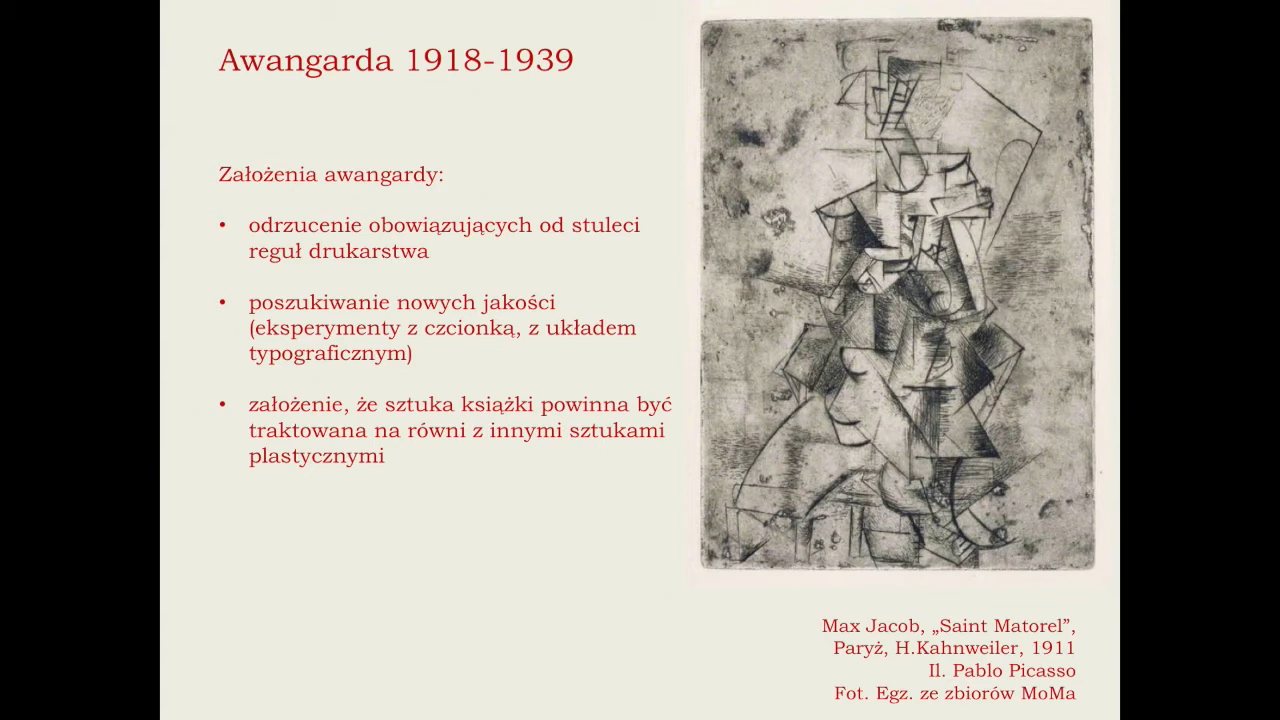 Awangarda 1918-1939
Założenia awangardy:
• odrzucenie obowiązujących od stuleci
reguł drukarstwa
• poszukiwanie nowych jakości
(eksperymenty z czcionką, z układem
typograficznym)
• założenie, że sztuka książki powinna być
traktowana na równi z innymi sztukami
plastycznymi
Max Jacob, „Saint Matorel”,
Paryż, H.Kahnweiler, 1911
Il. Pablo Picasso
Fot. Egz. ze zbiorów MoMa